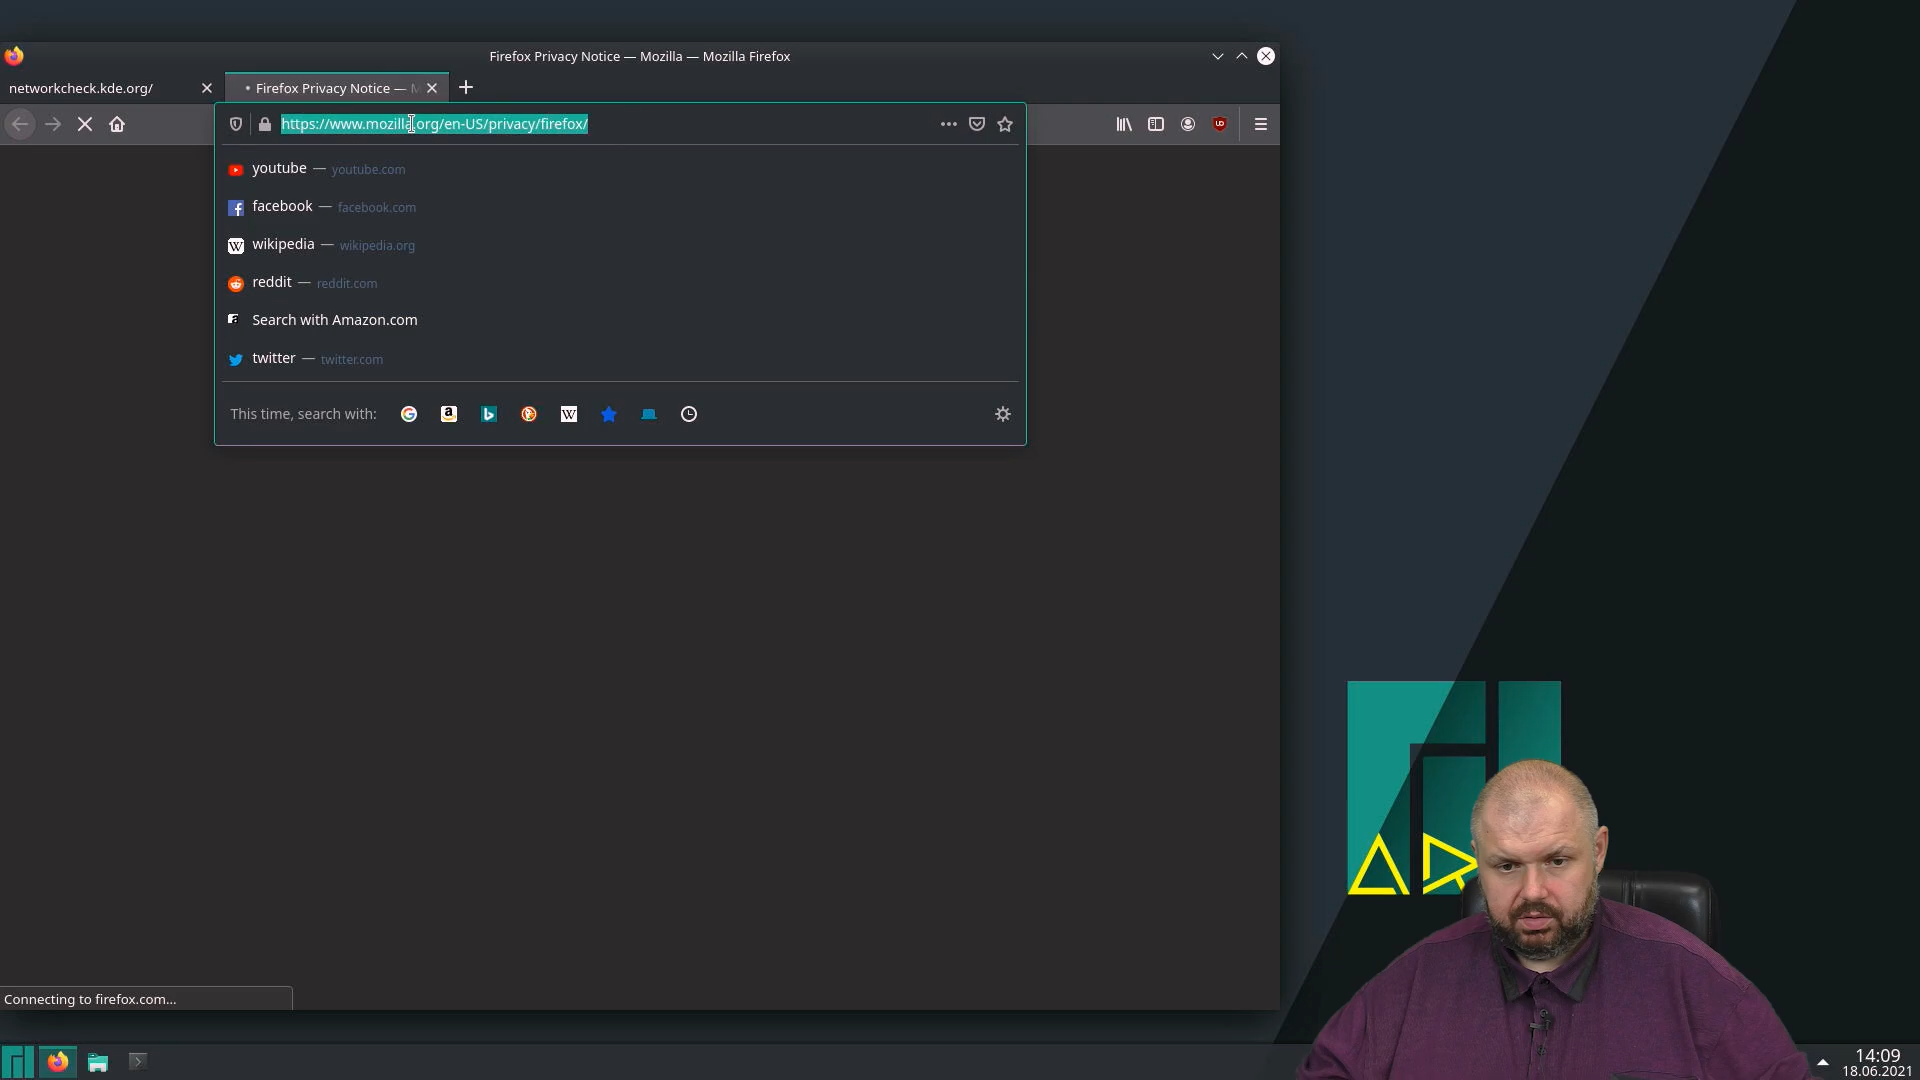 Firefox Privacy Notice — Mozilla — Mozilla Firefox
networkcheck.kde.org/
Firefox Privacy Notice — M
https://www.mozilla.org/en-US/privacy/firefox/
youtube — youtube.com
facebook — facebook.com
wikipedia — wikipedia.org
reddit — reddit.com
Search with Amazon.com
twitter — twitter.com
This time, search with:
Connecting to firefox.com...
14:09
18.06.2021